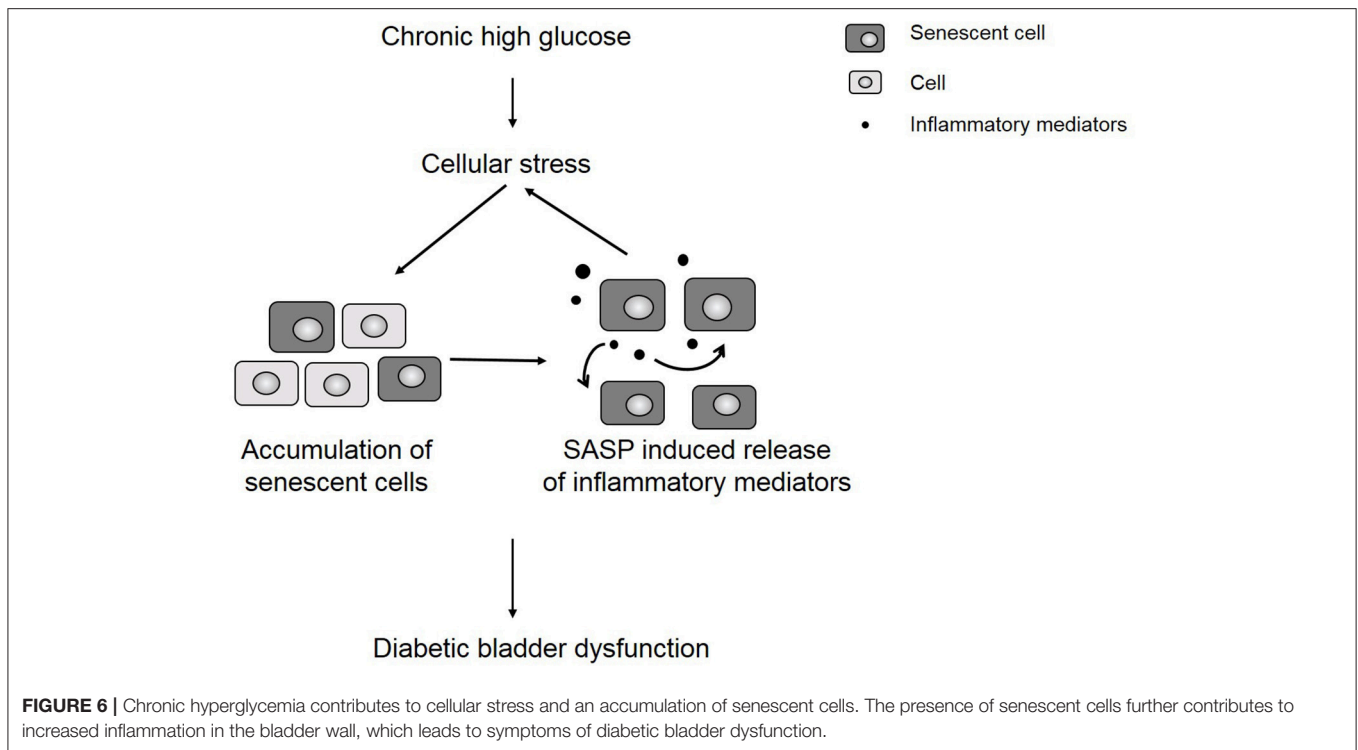 Chronic high glucose
Senescent cell
Cell
Inflammatory mediators
Cellular stress
Accumulation of
senescent cells
SASP induced release
of inflammatory mediators
Diabetic bladder dysfunction
FIGURE 6 | Chronic hyperglycemia contributes to cellular stress and an accumulation of senescent cells. The presence of senescent cells further contributes to
increased inflammation in the bladder wall, which leads to symptoms of diabetic bladder dysfunction.